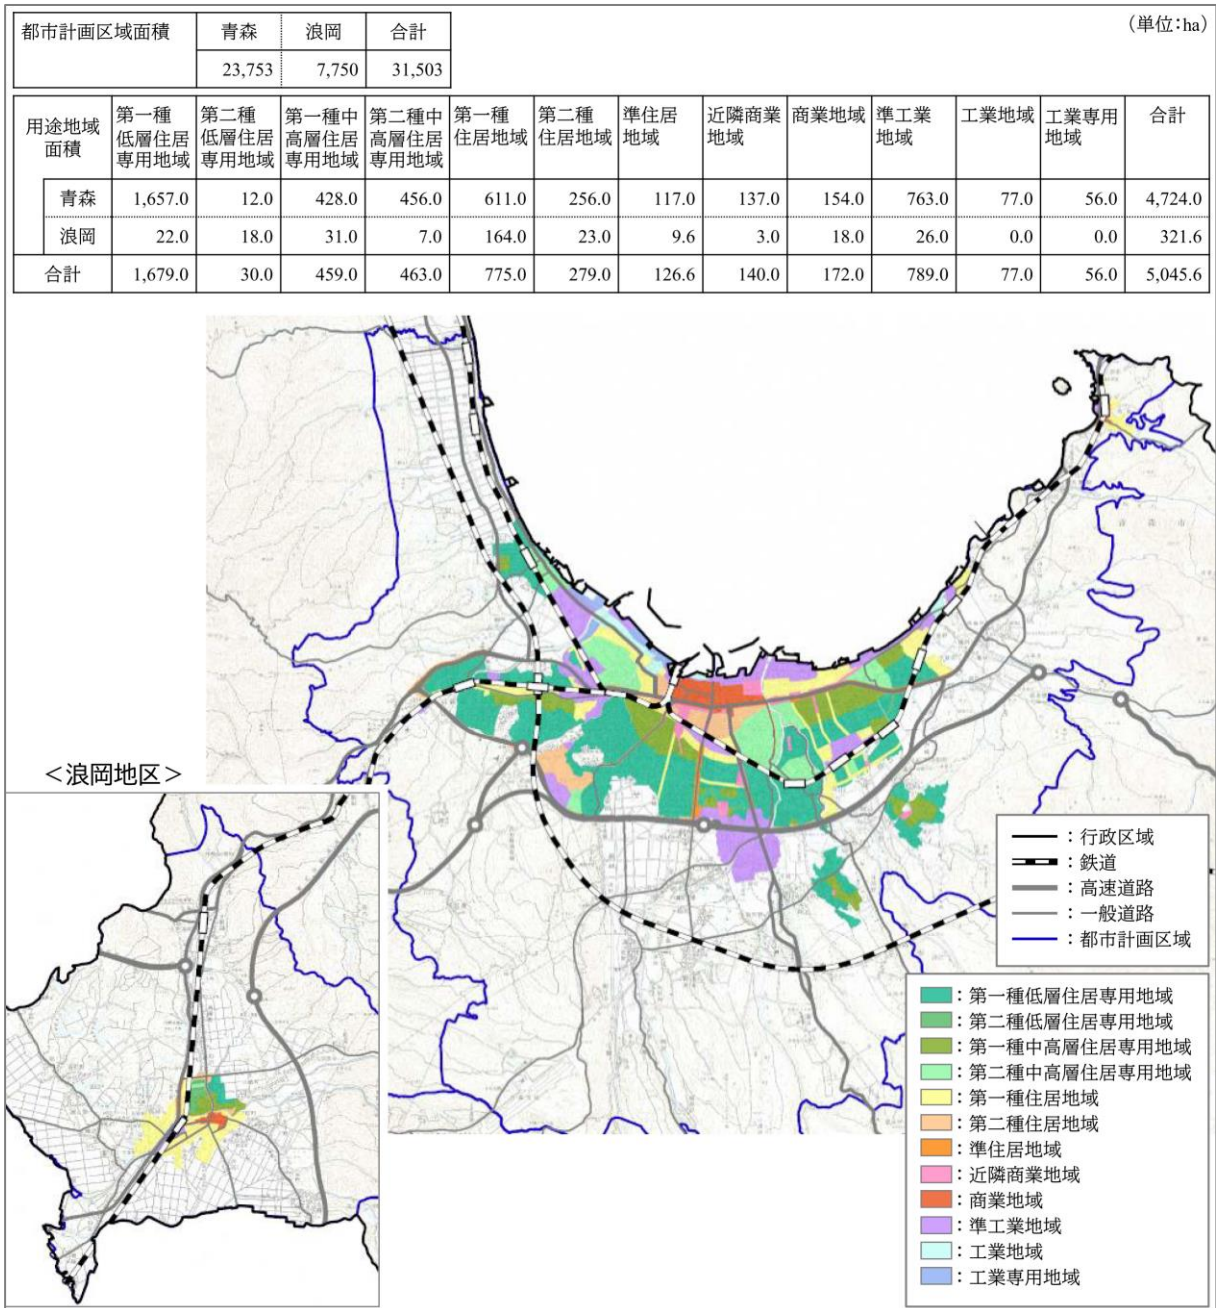 (単位:ha)
都市計画区域面積 青森 浪岡 合計
23,753 7,750 31,503
用途地域面積 第一種低層住居専用地域 第二種低層住居専用地域 第一種中高層住居専用地域 第二種中高層住居専用地域 第一種住居地域 第二種住居地域 準住居地域 近隣商業地域 商業地域 準工業地域 工業地域 工業専用地域 合計
青森 1,657.0 12.0 428.0 456.0 611.0 256.0 117.0 137.0 154.0 763.0 77.0 56.0 4,724.0
浪岡 22.0 18.0 31.0 7.0 164.0 23.0 9.6 3.0 18.0 26.0 0.0 0.0 321.6
合計 1,679.0 30.0 459.0 463.0 775.0 279.0 126.6 140.0 172.0 789.0 77.0 56.0 5,045.6
<浪岡地区>
:行政区域
:鉄道
:高速道路
:一般道路
:都市計画区域
:第一種低層住居専用地域
:第二種低層住居専用地域
:第一種中高層住居専用地域
:第二種中高層住居専用地域
:第一種住居地域
:第二種住居地域
:準住居地域
:近隣商業地域
:商業地域
:準工業地域
:工業地域
:工業専用地域